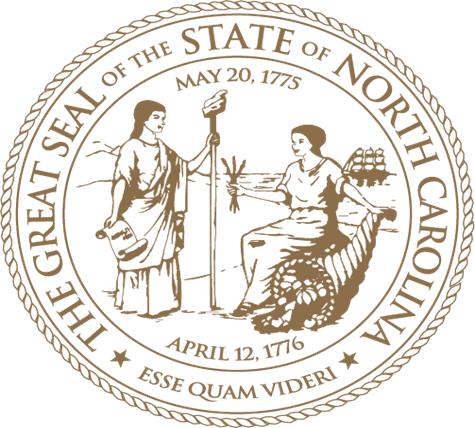 THE GREAT SEAL OF THE STATE OF NORTH CAROLINA
MAY 20, 1775
APRIL 12, 1776
ESSE QUAM VIDERI